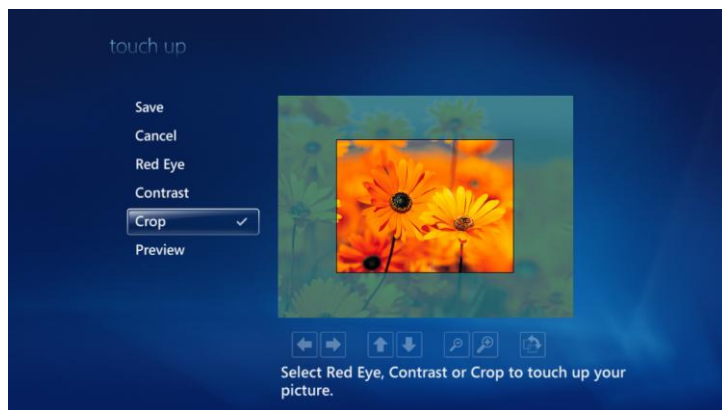 touch up
Save
Cancel
Red Eye
Contrast
Crop
Preview
Select Red Eye, Contrast or Crop to touch up your
picture.